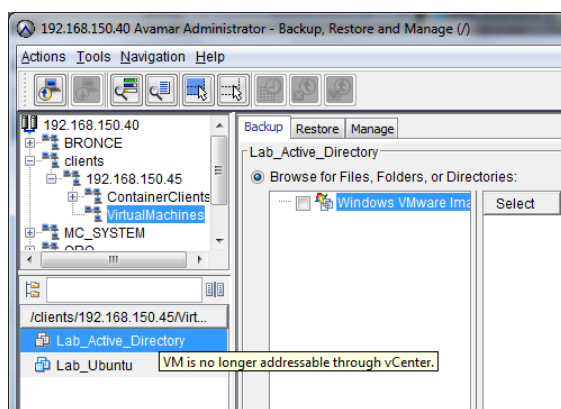 192.168.150.40 Avamar Administrator - Backup, Restore and Manage (/)
Actions Tools Navigation Help
192.168.150.40
BRONCE
clients
192.168.150.45
ContainerClients
VirtualMachines
MC_SYSTEM
ORO
Backup Restore Manage
Lab_Active_Directory
Browse for Files, Folders, or Directories:
Windows VMware Ima
Select
/clients/192.168.150.45/Virt...
Lab_Active_Directory
VM is no longer addressable through vCenter.
Lab_Ubuntu